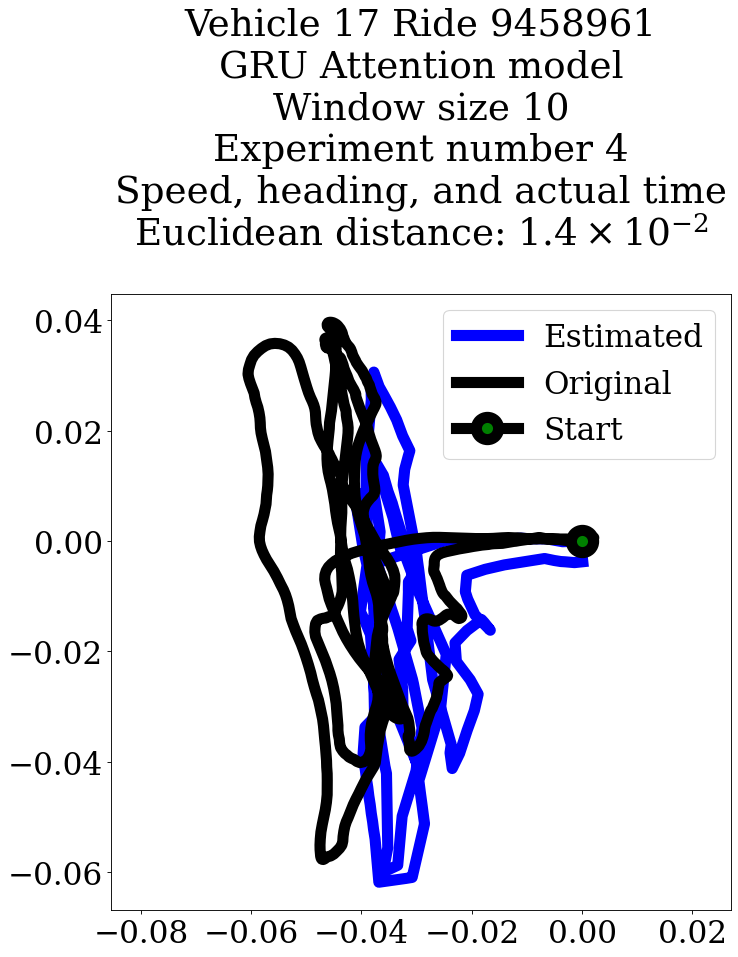 Vehicle 17 Ride 9458961
GRU Attention model
Window size 10
Experiment number 4
Speed, heading, and actual time
Euclidean distance: 1.4 × 10⁻²
Estimated
Original
Start
0.04
0.02
0.00
−0.02
−0.04
−0.06
−0.08 −0.06 −0.04 −0.02 0.00 0.02